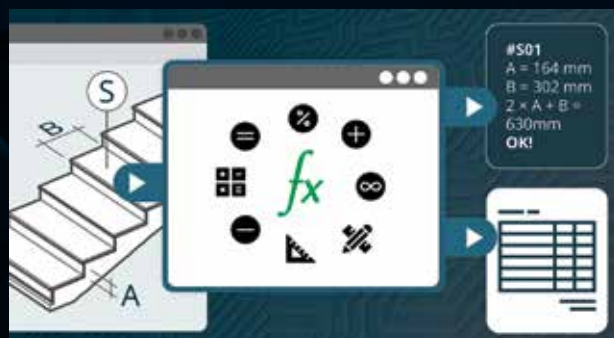 S
B
A
fx
%
+
=
∞
−
#S01
A = 164 mm
B = 302 mm
2 × A + B =
630mm
OK!